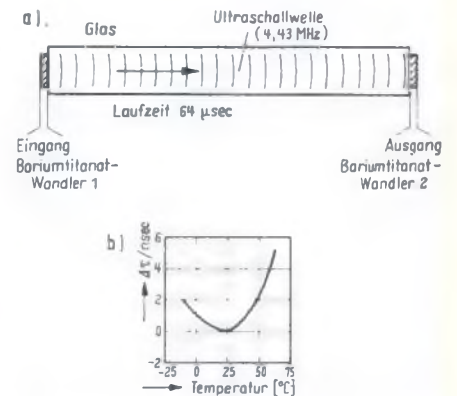 a).
Glas
Ultraschallwelle
(4,43 MHz)
Laufzeit 64 µsec
Eingang
Bariumtitanat-
Wandler 1
Ausgang
Bariumtitanat-
Wandler 2
b)
Δτ/nsec
6
4
2
0
-2
-25 0 25 50 75
Temperatur [°C]